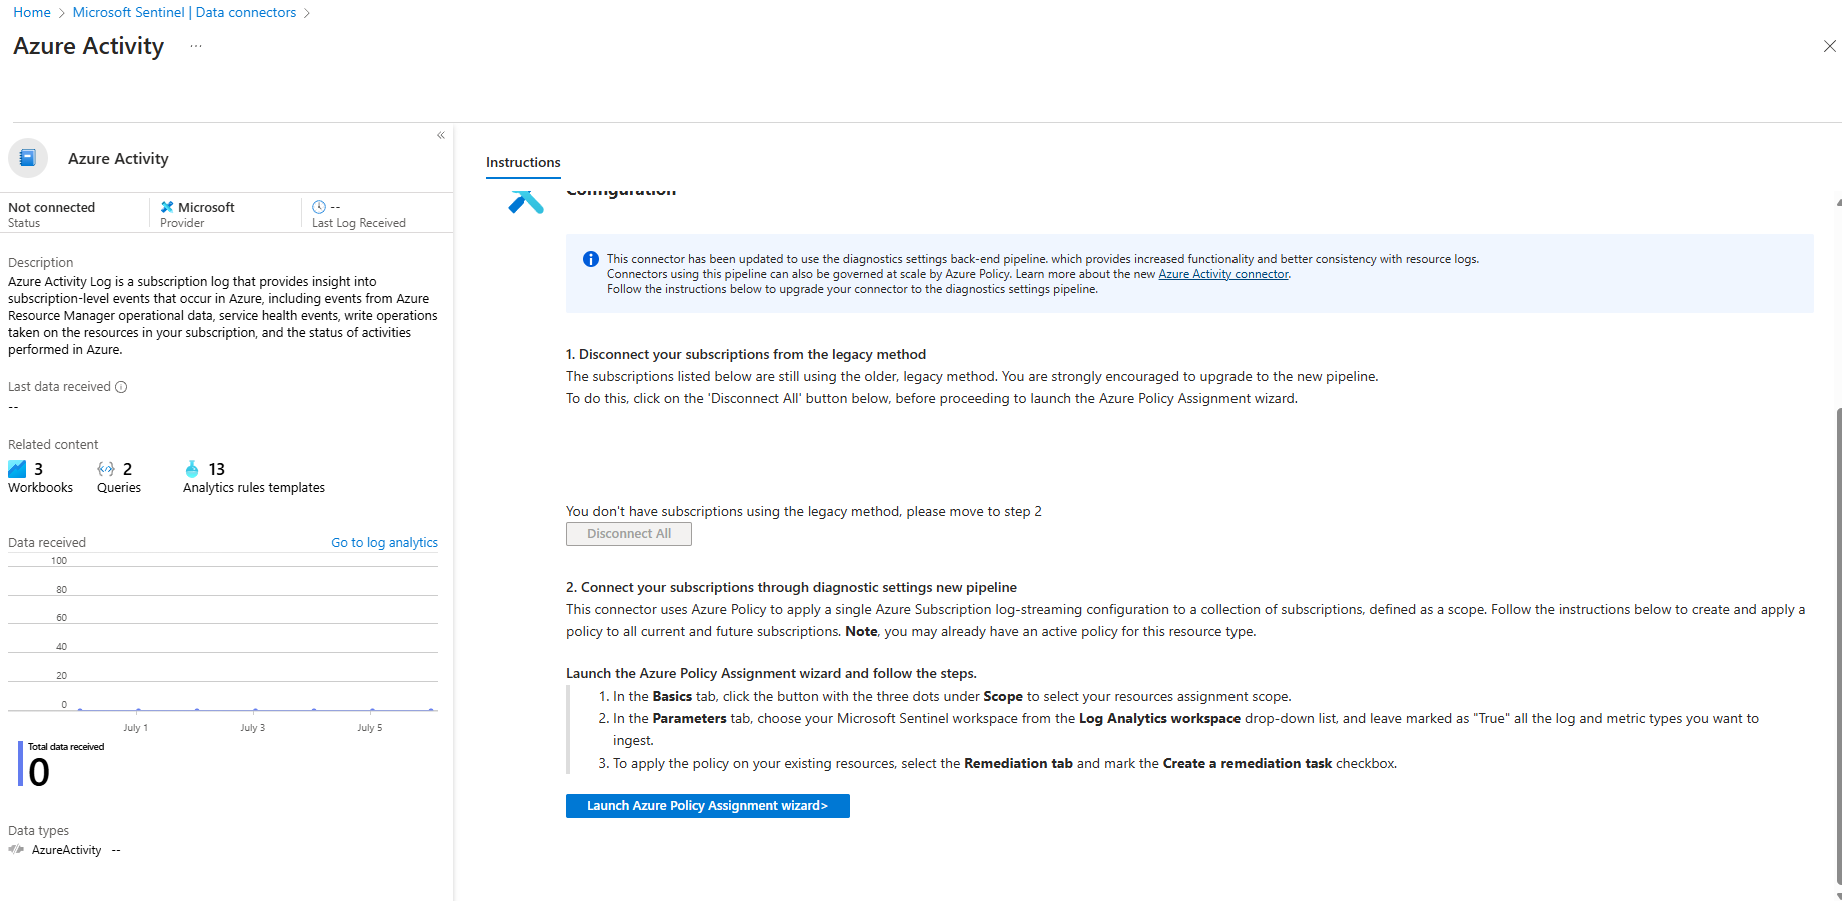 Home > Microsoft Sentinel | Data connectors >
Azure Activity ...
Azure Activity
Not connected
Status
Microsoft
Provider
--
Last Log Received
Description
Azure Activity Log is a subscription log that provides insight into
subscription-level events that occur in Azure, including events from Azure
Resource Manager operational data, service health events, write operations
taken on the resources in your subscription, and the status of activities
performed in Azure.
Last data received
--
Related content
3
Workbooks
2
Queries
13
Analytics rules templates
Data received
Go to log analytics
100
80
60
40
20
0
July 1
July 3
July 5
Total data received
0
Data types
AzureActivity --
Instructions
Configuration
This connector has been updated to use the diagnostics settings back-end pipeline. which provides increased functionality and better consistency with resource logs.
Connectors using this pipeline can also be governed at scale by Azure Policy. Learn more about the new Azure Activity connector.
Follow the instructions below to upgrade your connector to the diagnostics settings pipeline.
1. Disconnect your subscriptions from the legacy method
The subscriptions listed below are still using the older, legacy method. You are strongly encouraged to upgrade to the new pipeline.
To do this, click on the 'Disconnect All' button below, before proceeding to launch the Azure Policy Assignment wizard.
You don't have subscriptions using the legacy method, please move to step 2
Disconnect All
2. Connect your subscriptions through diagnostic settings new pipeline
This connector uses Azure Policy to apply a single Azure Subscription log-streaming configuration to a collection of subscriptions, defined as a scope. Follow the instructions below to create and apply a
policy to all current and future subscriptions. Note, you may already have an active policy for this resource type.
Launch the Azure Policy Assignment wizard and follow the steps.
1. In the Basics tab, click the button with the three dots under Scope to select your resources assignment scope.
2. In the Parameters tab, choose your Microsoft Sentinel workspace from the Log Analytics workspace drop-down list, and leave marked as "True" all the log and metric types you want to
ingest.
3. To apply the policy on your existing resources, select the Remediation tab and mark the Create a remediation task checkbox.
Launch Azure Policy Assignment wizard>